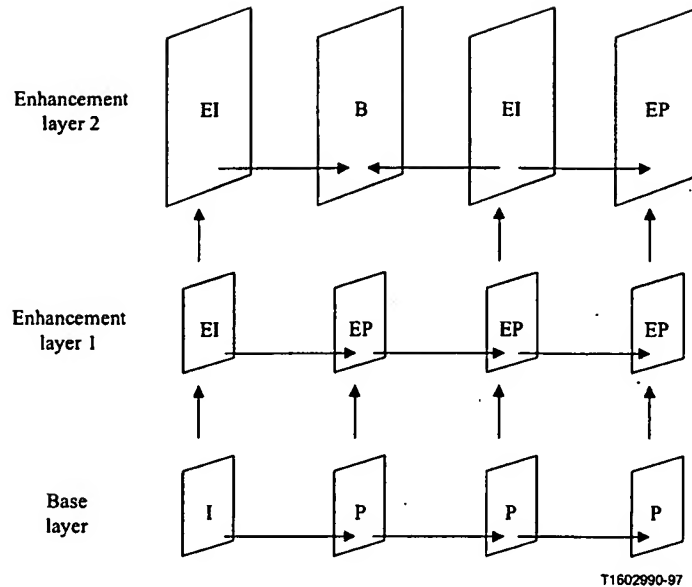 Enhancement
layer 2
EI
B
EI
EP
Enhancement
layer 1
EI
EP
EP
EP
Base
layer
I
P
P
P
T1602990-97